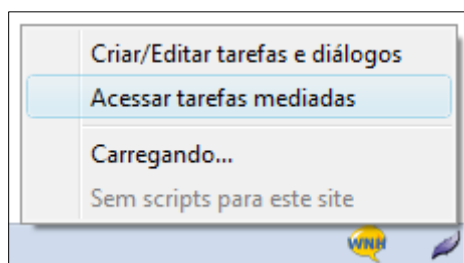 Criar/Editar tarefas e diálogos
Acessar tarefas mediadas
Carregando...
Sem scripts para este site
WNH